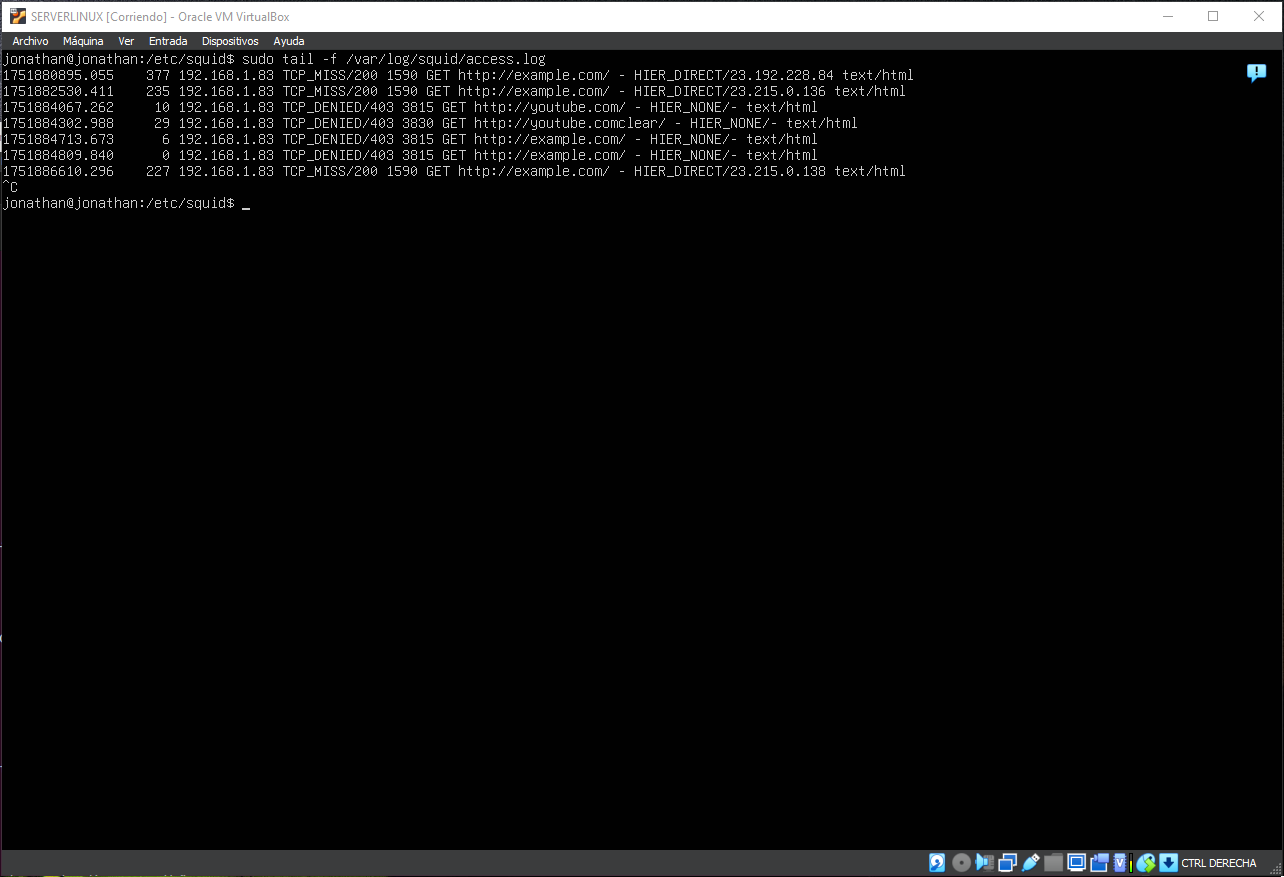 SERVERLINUX [Corriendo] - Oracle VM VirtualBox
Archivo Máquina Ver Entrada Dispositivos Ayuda
jonathan@jonathan:/etc/squid$ sudo tail -f /var/log/squid/access.log
1751880895.055    377 192.168.1.83 TCP_MISS/200 1590 GET http://example.com/ - HIER_DIRECT/23.192.228.84 text/html
1751882530.411    235 192.168.1.83 TCP_MISS/200 1590 GET http://example.com/ - HIER_DIRECT/23.215.0.136 text/html
1751884067.262     10 192.168.1.83 TCP_DENIED/403 3815 GET http://youtube.com/ - HIER_NONE/- text/html
1751884302.988     29 192.168.1.83 TCP_DENIED/403 3830 GET http://youtube.comclear/ - HIER_NONE/- text/html
1751884713.673      6 192.168.1.83 TCP_DENIED/403 3815 GET http://example.com/ - HIER_NONE/- text/html
1751884809.840      0 192.168.1.83 TCP_DENIED/403 3815 GET http://example.com/ - HIER_NONE/- text/html
1751886610.296    227 192.168.1.83 TCP_MISS/200 1590 GET http://example.com/ - HIER_DIRECT/23.215.0.138 text/html
^C
jonathan@jonathan:/etc/squid$ _
CTRL DERECHA